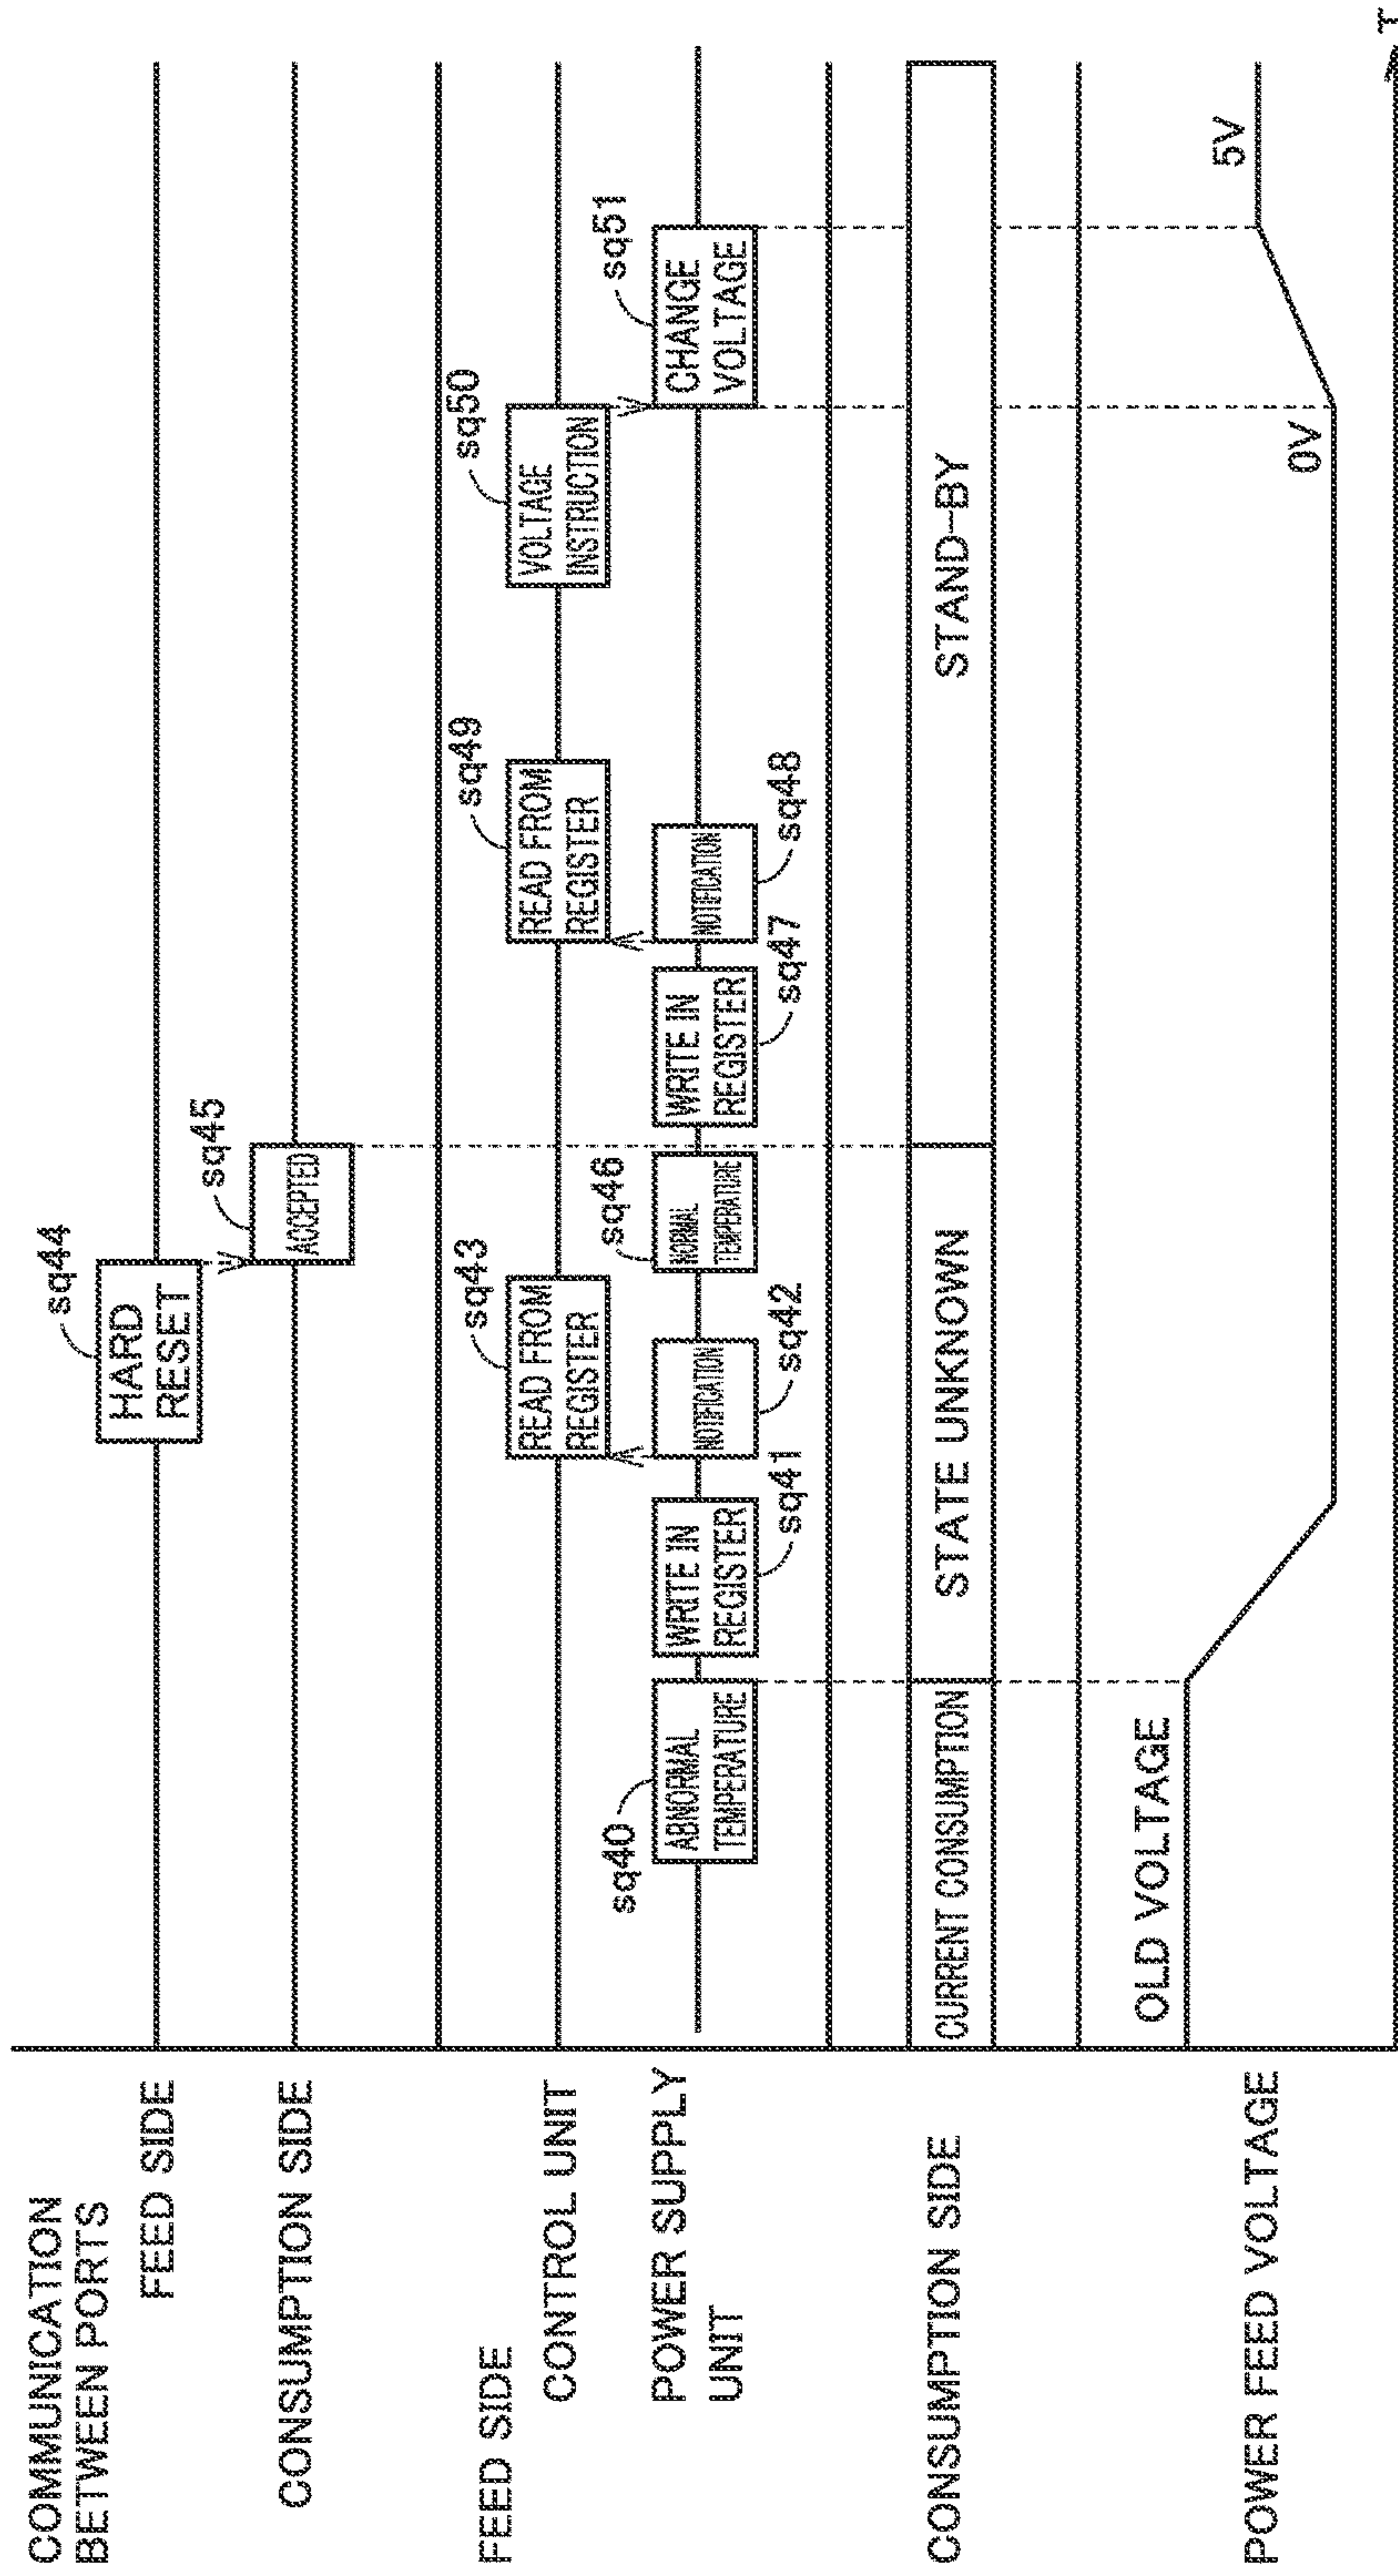 COMMUNICATION
BETWEEN PORTS
FEED SIDE
sq44
HARD
RESET
CONSUMPTION SIDE
sq45
ACCEPTED
FEED SIDE
CONTROL UNIT
sq43
READ FROM
REGISTER
sq49
READ FROM
REGISTER
sq50
VOLTAGE
INSTRUCTION
POWER SUPPLY
UNIT
sq40
ABNORMAL
TEMPERATURE
WRITE IN
REGISTER
sq41
NOTIFICATION
sq42
sq46
NORMAL
TEMPERATURE
WRITE IN
REGISTER
sq47
NOTIFICATION
sq48
sq51
CHANGE
VOLTAGE
CONSUMPTION SIDE
CURRENT CONSUMPTION
STATE UNKNOWN
STAND-BY
POWER FEED VOLTAGE
OLD VOLTAGE
0V
5V
T